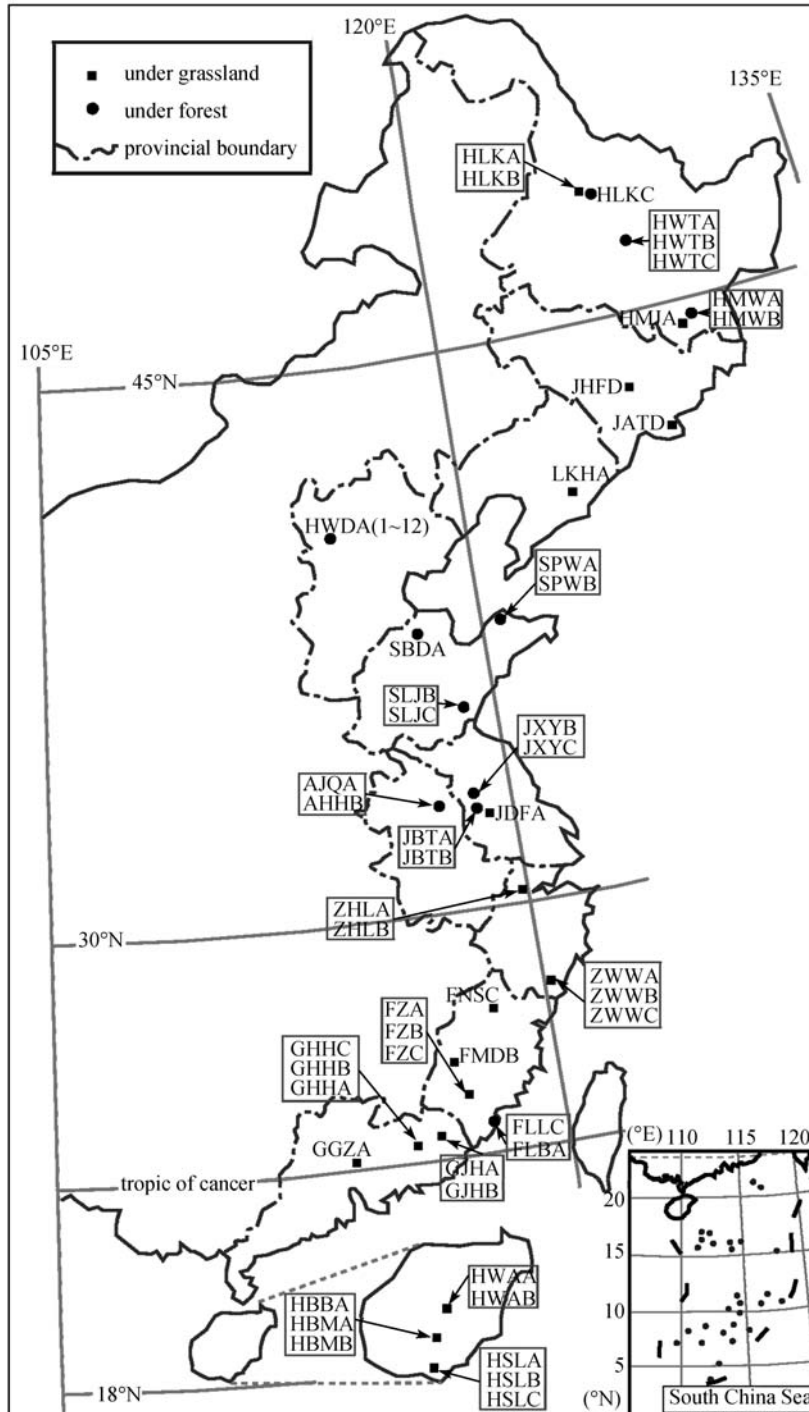 120°E
135°E
under grassland
under forest
provincial boundary
HLKA
HLKB
HLKC
HWTA
HWTB
HWTC
HMWA
HMWB
HMJA
105°E
45°N
JHFD
JATD
LKHA
HWDA(1~12)
SPWA
SPWB
SBDA
SLJB
SLJC
JXYB
JXYC
AJQA
AHHB
JDFA
JBTA
JBTB
ZHLA
ZHLB
30°N
ZWWA
ZWWB
ZWWC
FNSC
FZA
FZB
FZC
FMDB
GHHC
GHHB
GHHA
FLLC
FLBA
GGZA
GJHA
GJHB
tropic of cancer
(°E) 110 115 120
20
15
10
5
(°N)
South China Sea
HWAA
HWAB
HBBA
HBMA
HBMB
HSLA
HSLB
HSLC
18°N